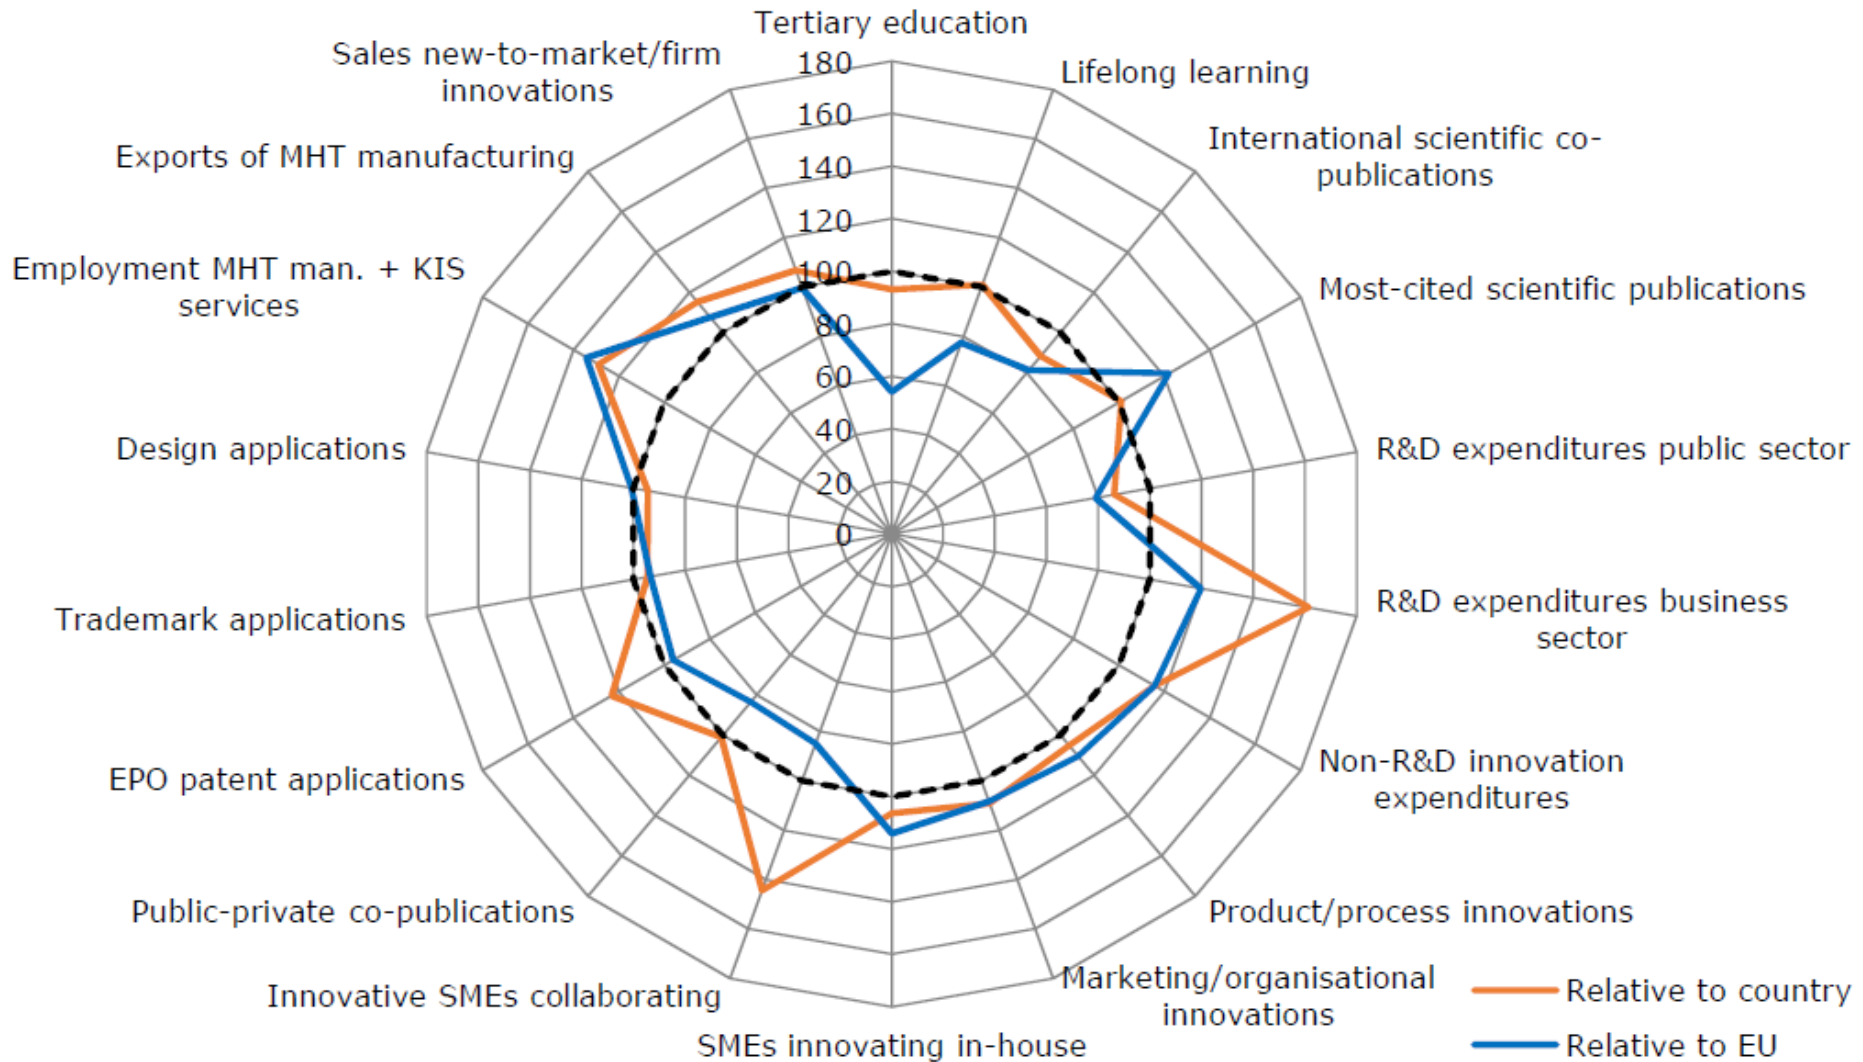 Tertiary education
Sales new-to-market/firm
innovations
180
Lifelong learning
160
International scientific co-
publications
Exports of MHT manufacturing
140
120
Employment MHT man. + KIS
services
100
Most-cited scientific publications
80
60
Design applications
40
R&D expenditures public sector
20
0
Trademark applications
R&D expenditures business
sector
EPO patent applications
Non-R&D innovation
expenditures
Public-private co-publications
Product/process innovations
Innovative SMEs collaborating
Marketing/organisational
innovations
SMEs innovating in-house
Relative to country
Relative to EU